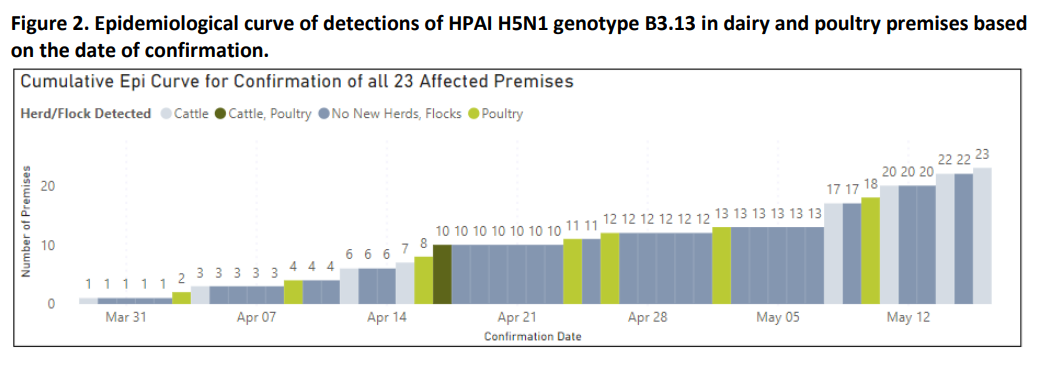 Figure 2. Epidemiological curve of detections of HPAI H5N1 genotype B3.13 in dairy and poultry premises based
on the date of confirmation.
Cumulative Epi Curve for Confirmation of all 23 Affected Premises
Herd/Flock Detected Cattle Cattle, Poultry No New Herds, Flocks Poultry
Number of Premises
20
10
0
1 1 1 1 1 2 3 3 3 3 3 4 4 4 6 6 6 7 8 10 10 10 10 10 10 10 11 11 12 12 12 12 12 12 13 13 13 13 13 13 17 17 18 20 20 20 22 22 23
Mar 31 Apr 07 Apr 14 Apr 21 Apr 28 May 05 May 12
Confirmation Date